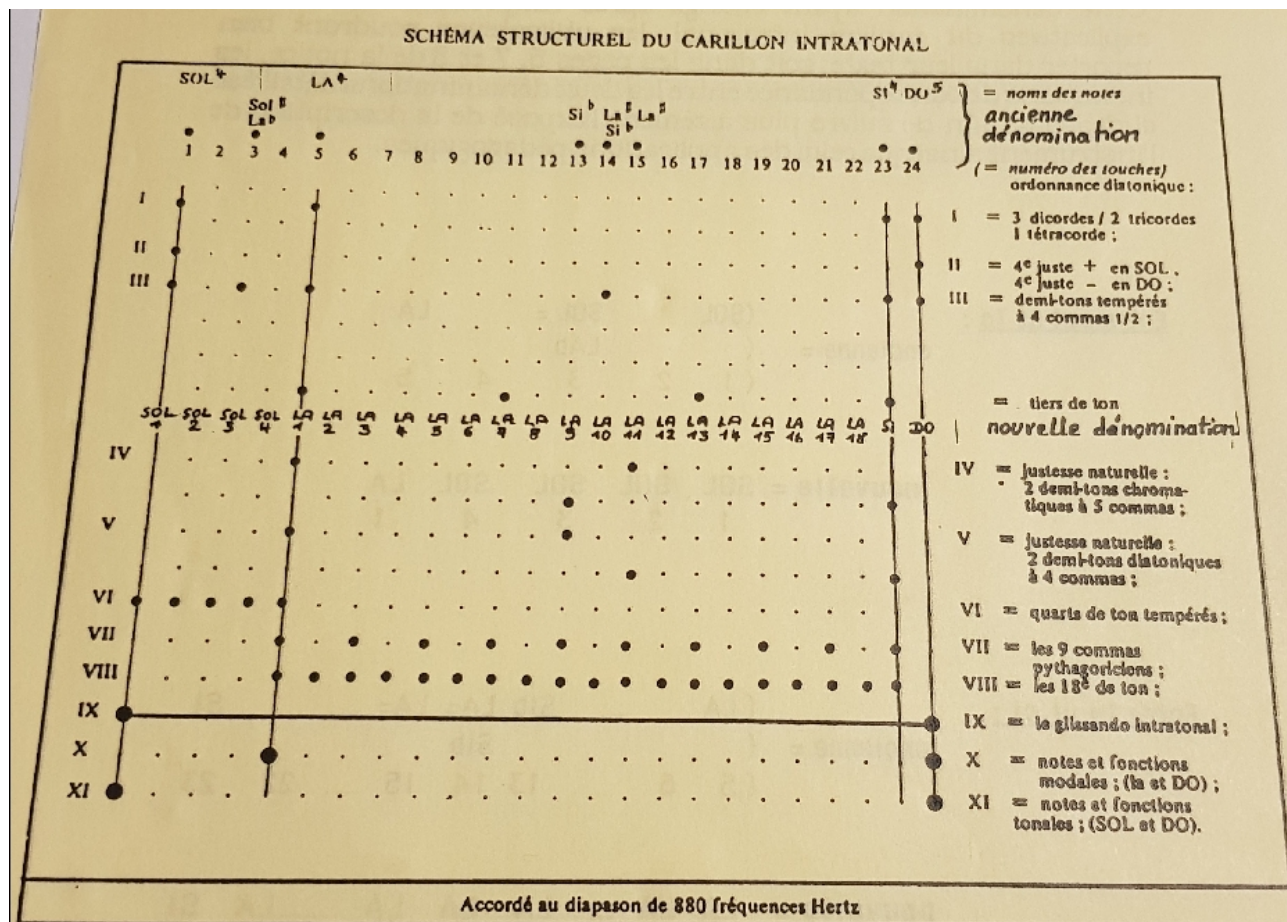 SCHÉMA STRUCTUREL DU CARILLON INTRATONAL
SOL⁴ LA⁴ SI⁴ DO⁵ = noms des notes
Sol♯ Si♭ La♯ La♯ ancienne
La♭ Si♭ dénomination
1 2 3 4 5 6 7 8 9 10 11 12 13 14 15 16 17 18 19 20 21 22 23 24
(= numéro des touches)
ordonnance diatonique :
I I = 3 dicordes / 2 tricordes
1 tétracorde ;
II II = 4e juste + en SOL ,
4e juste − en DO ;
III III = demi-tons tempérés
à 4 commas 1/2 ;
= tiers de ton
SOL SOL SOL SOL LA LA LA LA LA LA LA LA LA LA LA LA LA LA LA LA LA LA SI DO nouvelle dénomination
1 2 3 4 1 2 3 4 5 6 7 8 9 10 11 12 13 14 15 16 17 18
IV IV = justesse naturelle :
2 demi-tons chroma-
tiques à 5 commas ;
V V = justesse naturelle :
2 demi-tons diatoniques
à 4 commas ;
VI VI = quarts de ton tempérés ;
VII VII = les 9 commas
pythagoriciens ;
VIII VIII = les 18e de ton ;
IX IX = le glissando intratonal ;
X X = notes et fonctions
modales ; (la et DO) ;
XI XI = notes et fonctions
tonales ; (SOL et DO).
Accordé au diapason de 880 fréquences Hertz